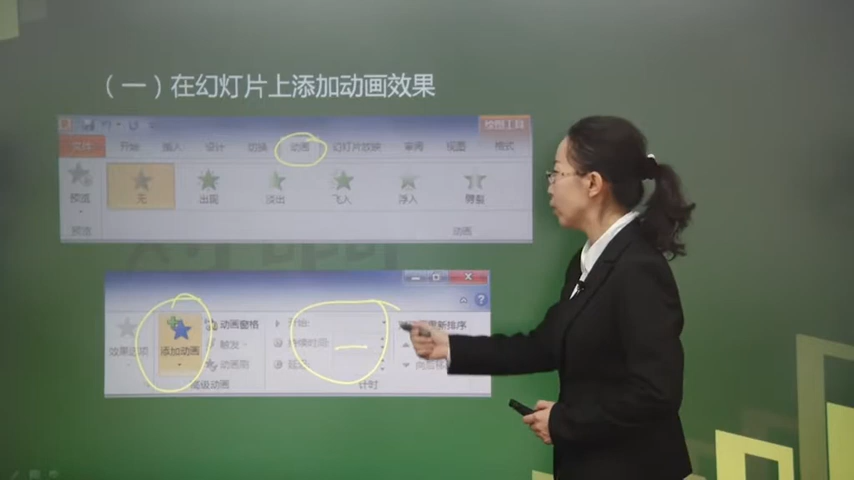 （一）在幻灯片上添加动画效果
绘图工具
文件 开始 插入 设计 切换 动画 幻灯片放映 审阅 视图 格式
预览 无 出现 淡出 飞入 浮入 劈裂
预览 动画
动画窗格 开始: 重新排序
效果选项 添加动画 触发 持续时间:
动画刷 延迟: 向后移
高级动画 计时